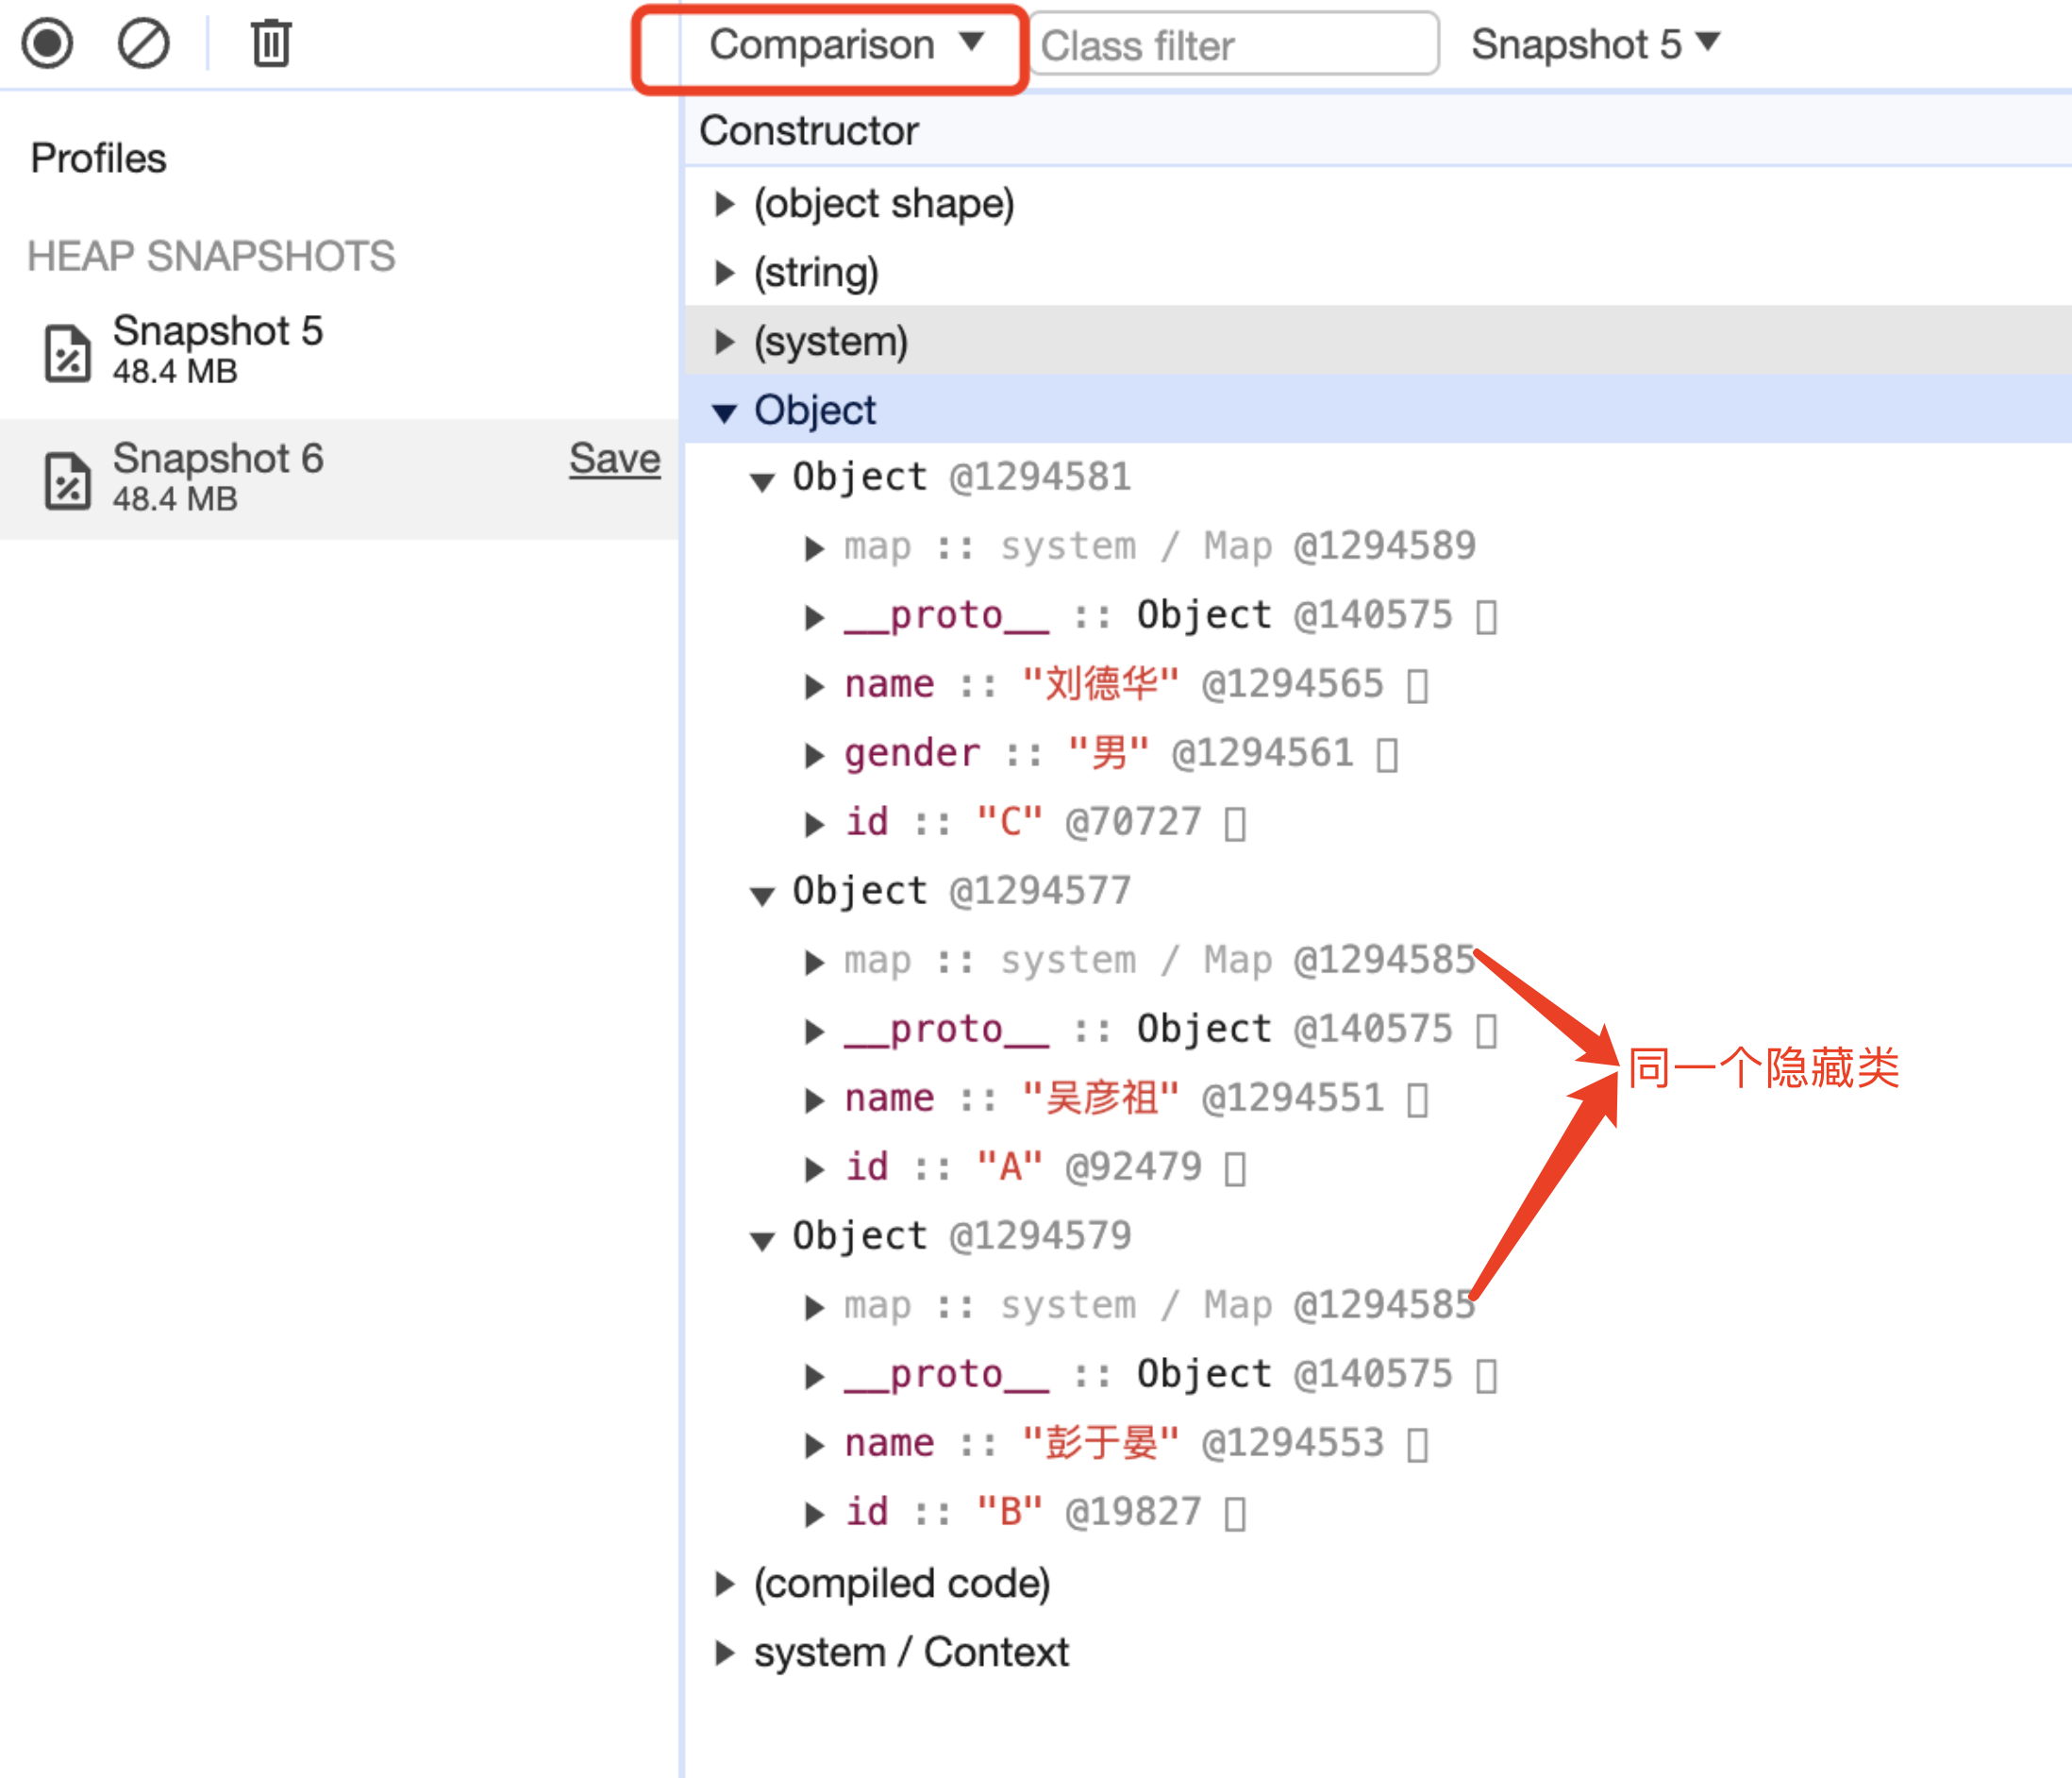 Comparison ▼ Class filter Snapshot 5 ▼
Profiles
HEAP SNAPSHOTS
Snapshot 5
48.4 MB
Snapshot 6 Save
48.4 MB
Constructor
(object shape)
(string)
(system)
Object
Object @1294581
map :: system / Map @1294589
__proto__ :: Object @140575
name :: "刘德华" @1294565
gender :: "男" @1294561
id :: "C" @70727
Object @1294577
map :: system / Map @1294585
__proto__ :: Object @140575
name :: "吴彦祖" @1294551
id :: "A" @92479
Object @1294579
map :: system / Map @1294585
__proto__ :: Object @140575
name :: "彭于晏" @1294553
id :: "B" @19827
同一个隐藏类
(compiled code)
system / Context